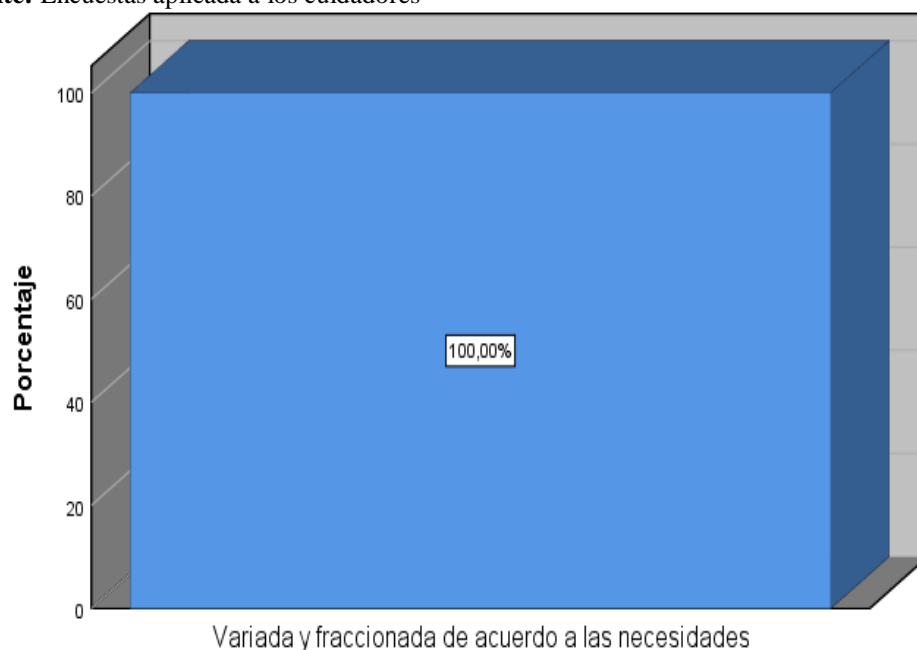 Encuestas aplicada a los cuidadores
100
80
60
40
20
0
Porcentaje
100,00%
Variada y fraccionada de acuerdo a las necesidades